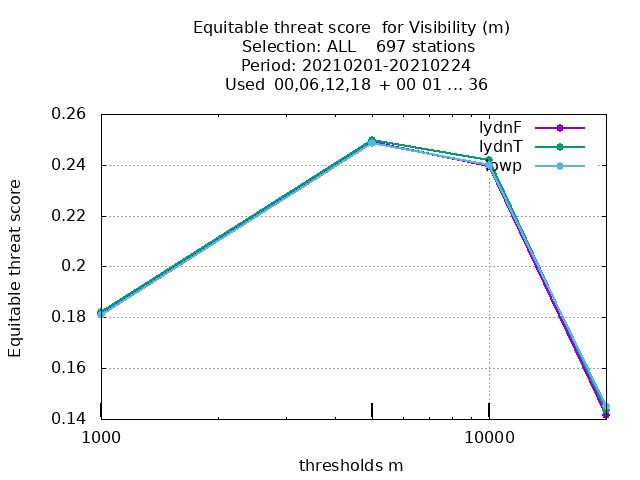 Equitable threat score for Visibility (m)
Selection: ALL 697 stations
Period: 20210201-20210224
Used 00,06,12,18 + 00 01 ... 36
Equitable threat score
0.26
0.24
0.22
0.2
0.18
0.16
0.14
lydnF
lydnT
1000
10000
thresholds m